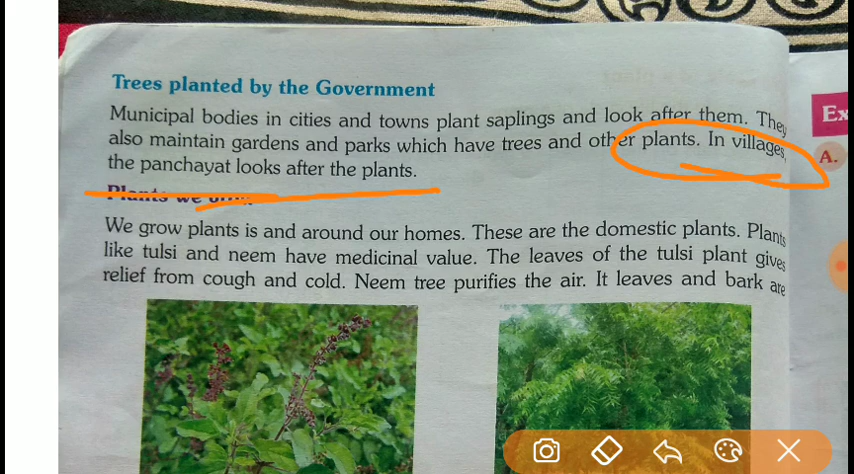 Trees planted by the Government
Municipal bodies in cities and towns plant saplings and look after them. They
also maintain gardens and parks which have trees and other plants. In villages,
the panchayat looks after the plants.
Plants we
We grow plants is and around our homes. These are the domestic plants. Plants
like tulsi and neem have medicinal value. The leaves of the tulsi plant gives
relief from cough and cold. Neem tree purifies the air. It leaves and bark are
Ex
A.